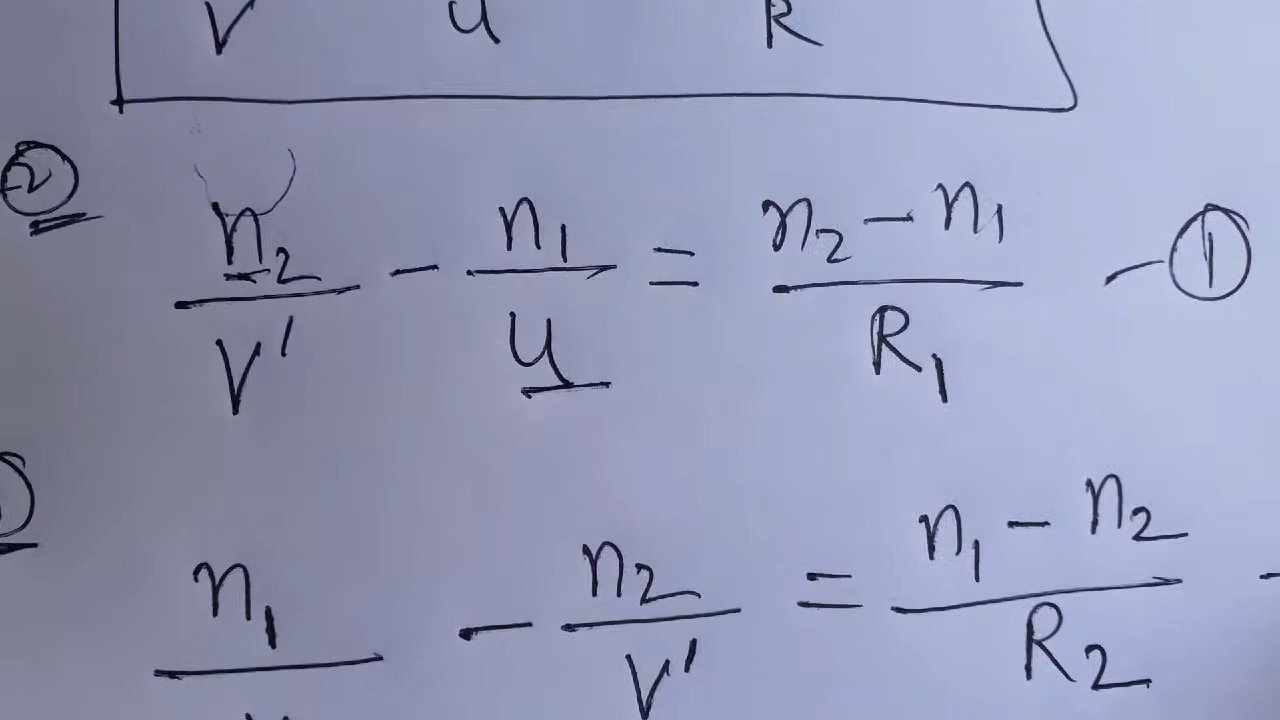 V u R
② n₂/V' - n₁/u = (n₂ - n₁)/R₁ - ①
n₁/ - n₂/V' = (n₁ - n₂)/R₂ -